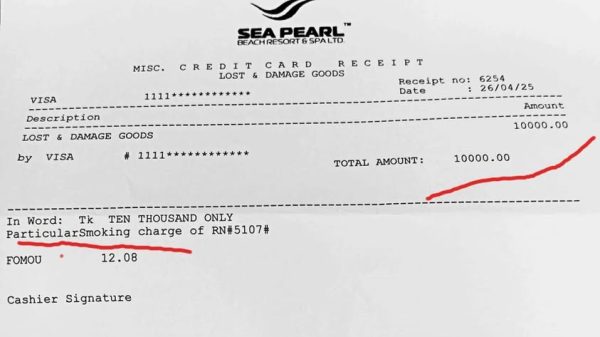 SEA PEARL™
BEACH RESORT & SPA LTD.
MISC. CREDIT CARD RECEIPT
LOST & DAMAGE GOODS
Receipt no: 6254
VISA 1111************ Date : 26/04/25
Description Amount
LOST & DAMAGE GOODS 10000.00
by VISA # 1111************ TOTAL AMOUNT: 10000.00
In Word: Tk TEN THOUSAND ONLY
ParticularSmoking charge of RN#5107#
FOMOU 12.08
Cashier Signature